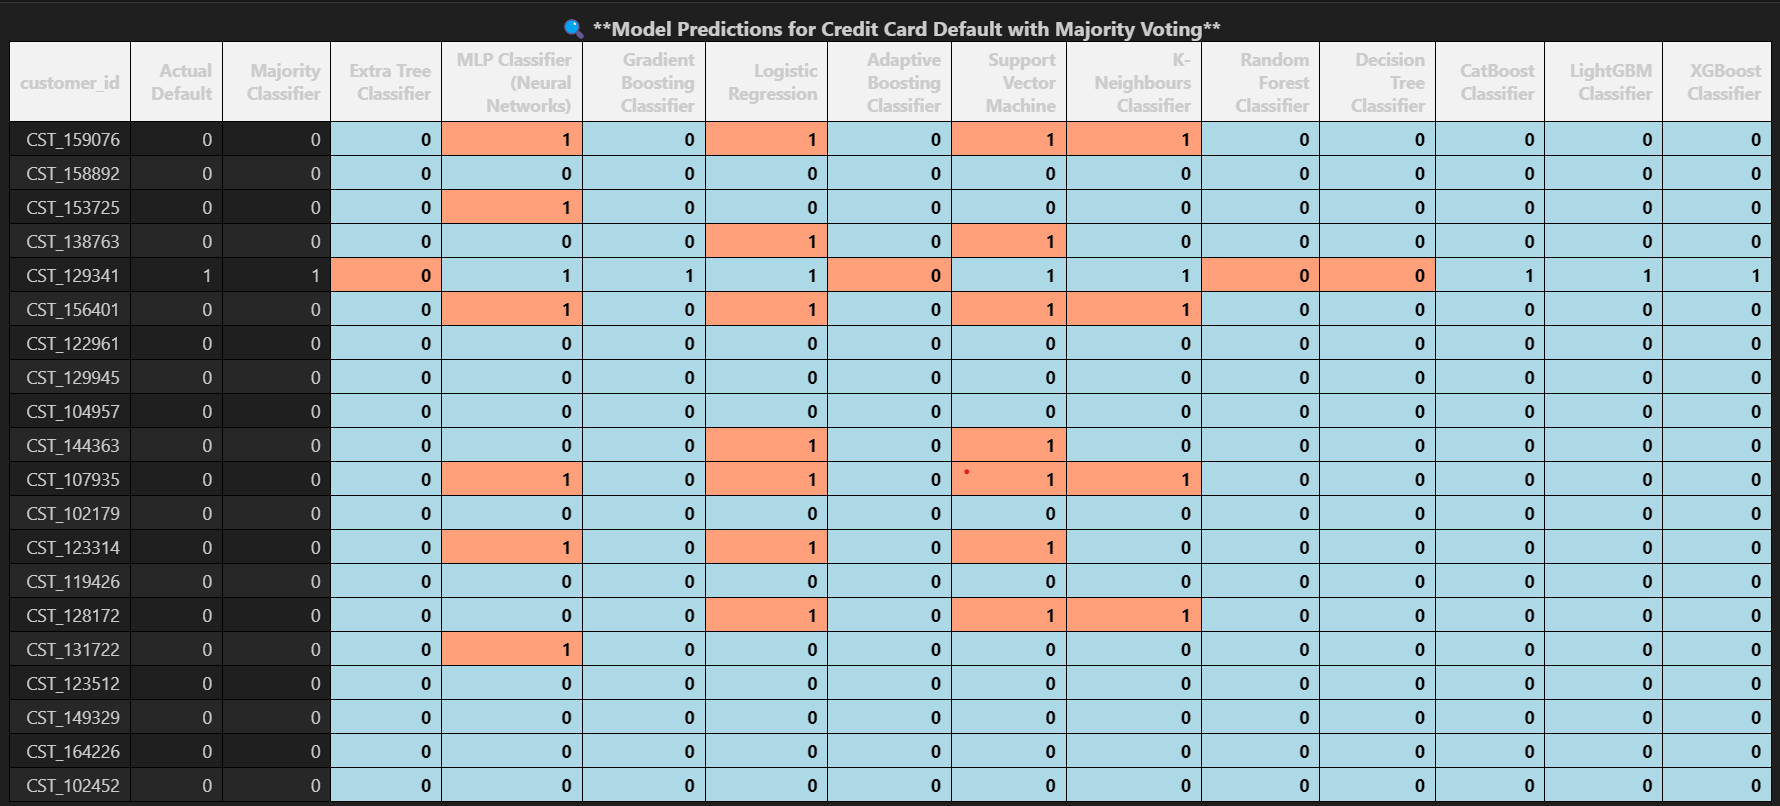 🔍 **Model Predictions for Credit Card Default with Majority Voting**
customer_id Actual Default Majority Classifier Extra Tree Classifier MLP Classifier (Neural Networks) Gradient Boosting Classifier Logistic Regression Adaptive Boosting Classifier Support Vector Machine K-Neighbours Classifier Random Forest Classifier Decision Tree Classifier CatBoost Classifier LightGBM Classifier XGBoost Classifier
CST_159076 0 0 0 1 0 1 0 1 1 0 0 0 0 0
CST_158892 0 0 0 0 0 0 0 0 0 0 0 0 0 0
CST_153725 0 0 0 1 0 0 0 0 0 0 0 0 0 0
CST_138763 0 0 0 0 0 1 0 1 0 0 0 0 0 0
CST_129341 1 1 0 1 1 1 0 1 1 0 0 1 1 1
CST_156401 0 0 0 1 0 1 0 1 1 0 0 0 0 0
CST_122961 0 0 0 0 0 0 0 0 0 0 0 0 0 0
CST_129945 0 0 0 0 0 0 0 0 0 0 0 0 0 0
CST_104957 0 0 0 0 0 0 0 0 0 0 0 0 0 0
CST_144363 0 0 0 0 0 1 0 1 0 0 0 0 0 0
CST_107935 0 0 0 1 0 1 0 1 1 0 0 0 0 0
CST_102179 0 0 0 0 0 0 0 0 0 0 0 0 0 0
CST_123314 0 0 0 1 0 1 0 1 0 0 0 0 0 0
CST_119426 0 0 0 0 0 0 0 0 0 0 0 0 0 0
CST_128172 0 0 0 0 0 1 0 1 1 0 0 0 0 0
CST_131722 0 0 0 1 0 0 0 0 0 0 0 0 0 0
CST_123512 0 0 0 0 0 0 0 0 0 0 0 0 0 0
CST_149329 0 0 0 0 0 0 0 0 0 0 0 0 0 0
CST_164226 0 0 0 0 0 0 0 0 0 0 0 0 0 0
CST_102452 0 0 0 0 0 0 0 0 0 0 0 0 0 0